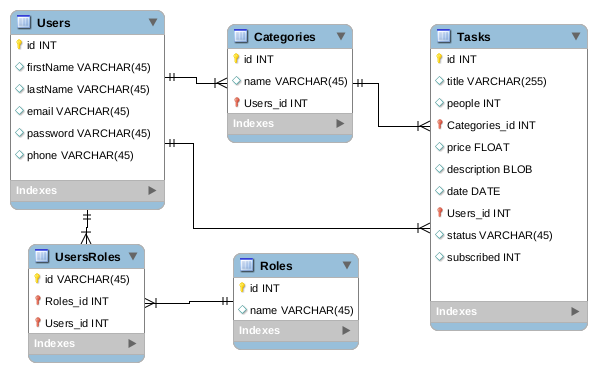 Users
id INT
firstName VARCHAR(45)
lastName VARCHAR(45)
email VARCHAR(45)
password VARCHAR(45)
phone VARCHAR(45)
Indexes
Categories
id INT
name VARCHAR(45)
Users_id INT
Indexes
Tasks
id INT
title VARCHAR(255)
people INT
Categories_id INT
price FLOAT
description BLOB
date DATE
Users_id INT
status VARCHAR(45)
subscribed INT
Indexes
UsersRoles
id VARCHAR(45)
Roles_id INT
Users_id INT
Indexes
Roles
id INT
name VARCHAR(45)
Indexes